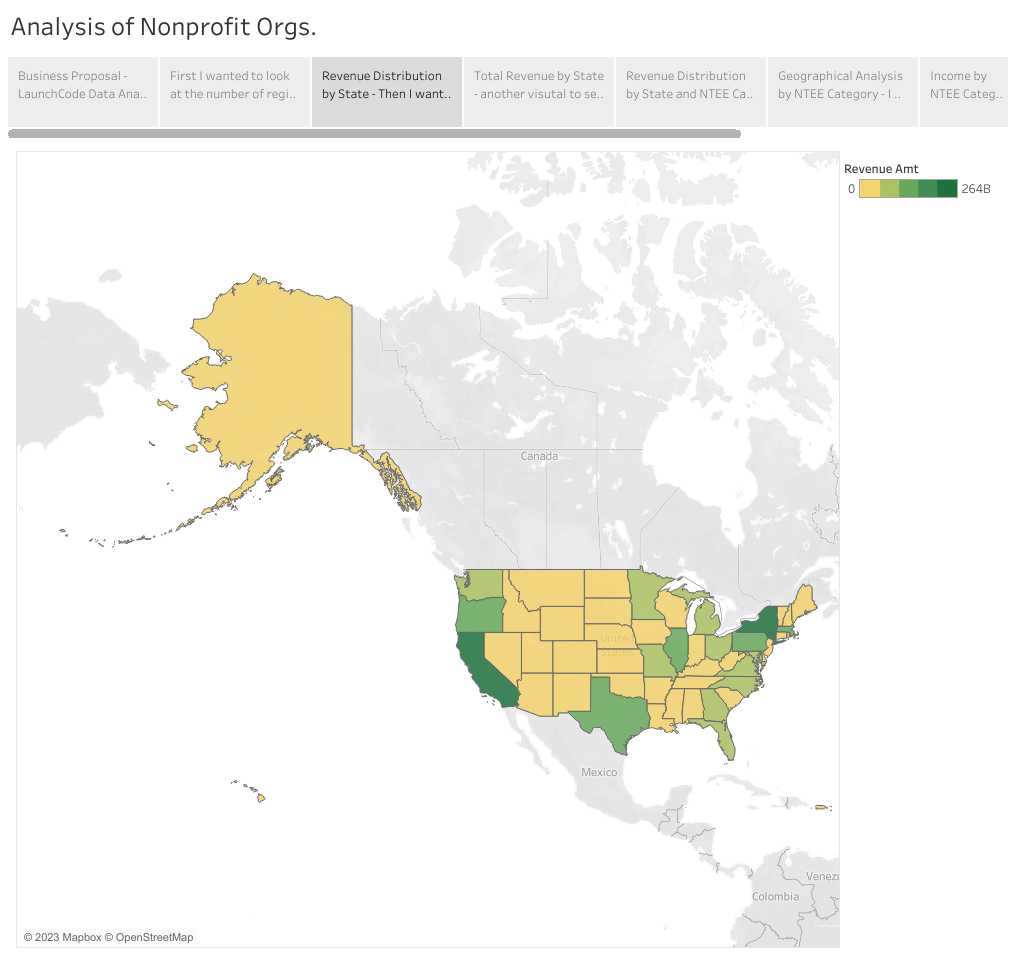 Analysis of Nonprofit Orgs.
Business Proposal -
LaunchCode Data Ana..
First I wanted to look
at the number of regi..
Revenue Distribution
by State - Then I want..
Total Revenue by State
- another visutal to se..
Revenue Distribution
by State and NTEE Ca..
Geographical Analysis
by NTEE Category - I ..
Income by
NTEE Categ..
Revenue Amt
0
264B
Canada
United
States
Mexico
Venezu
Colombia
© 2023 Mapbox © OpenStreetMap